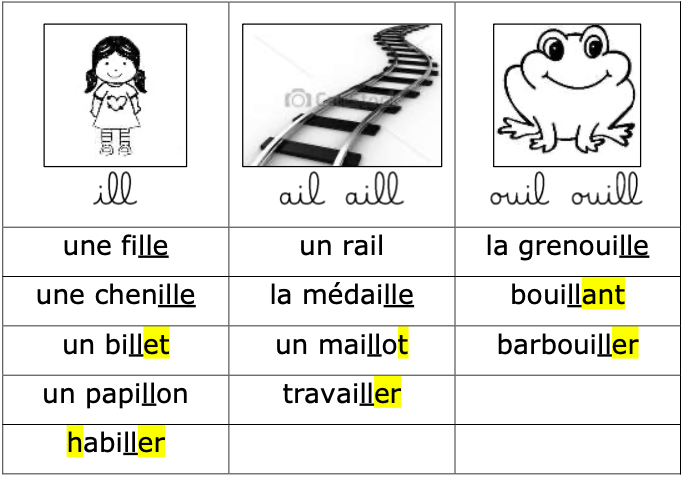 ill ail aill ouil ouill
une fille un rail la grenouille
une chenille la médaille bouillant
un billet un maillot barbouiller
un papillon travailler
habiller